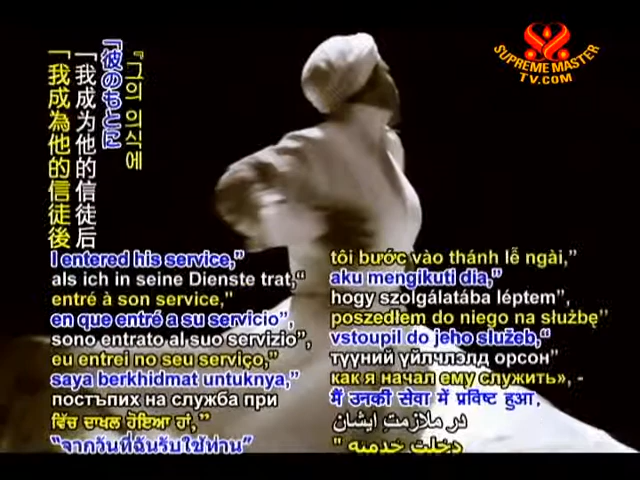 SUPREME MASTER
TV.COM
『그의 의식에
「彼のもとに
「我成为他的信徒后
「我成為他的信徒後
I entered his service,”
als ich in seine Dienste trat,“
entré à son service,”
en que entré a su servicio”,
sono entrato al suo servizio”,
eu entrei no seu serviço,”
saya berkhidmat untuknya,”
постъпих на служба при
ਵਿੱਚ ਦਾਖਲ ਹੋਇਆ ਹਾਂ,”
“จากวันที่ฉันรับใช้ท่าน”
tôi bước vào thánh lễ ngài,”
aku mengikuti dia,”
hogy szolgálatába léptem”,
poszedłem do niego na służbę”
vstoupil do jeho služeb,“
түүний үйлчлэлд орсон”
как я начал ему служить», -
मैं उनकी सेवा में प्रविष्ट हुआ,
در ملازمتِ ایشان
دخلت خدمته "